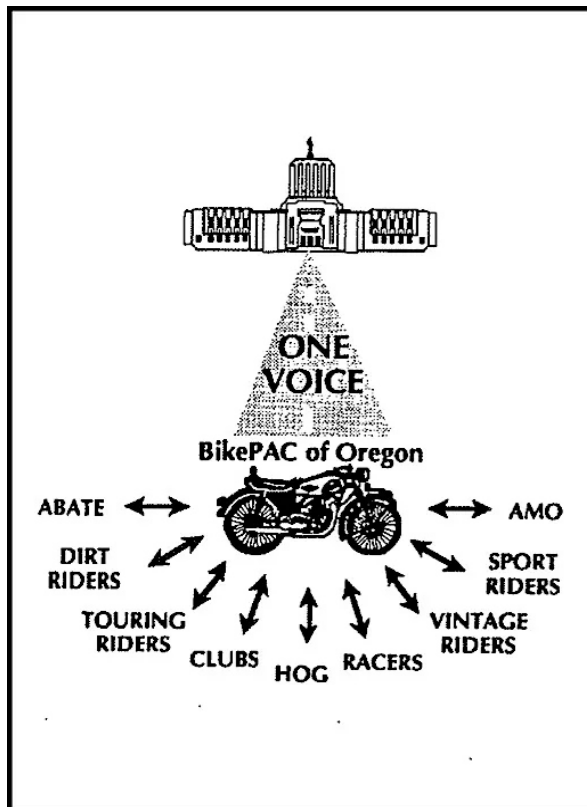 ONE
VOICE
BikePAC of Oregon
ABATE
AMO
DIRT
RIDERS
SPORT
RIDERS
TOURING
RIDERS
VINTAGE
RIDERS
CLUBS
HOG
RACERS